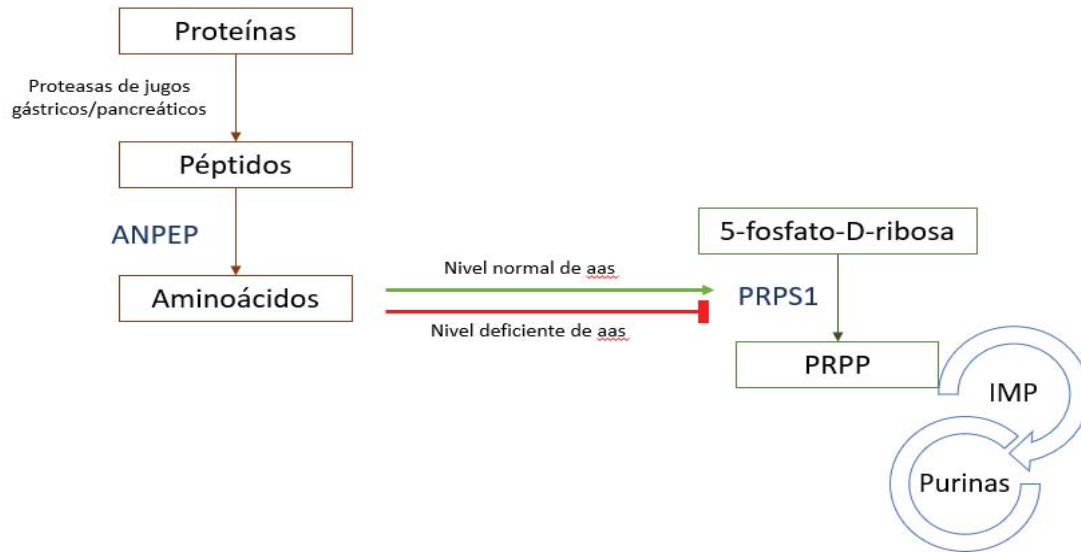 Proteínas
Proteasas de jugos
gástricos/pancreáticos
Péptidos
ANPEP
Aminoácidos
Nivel normal de aas
Nivel deficiente de aas
5-fosfato-D-ribosa
PRPS1
PRPP
IMP
Purinas